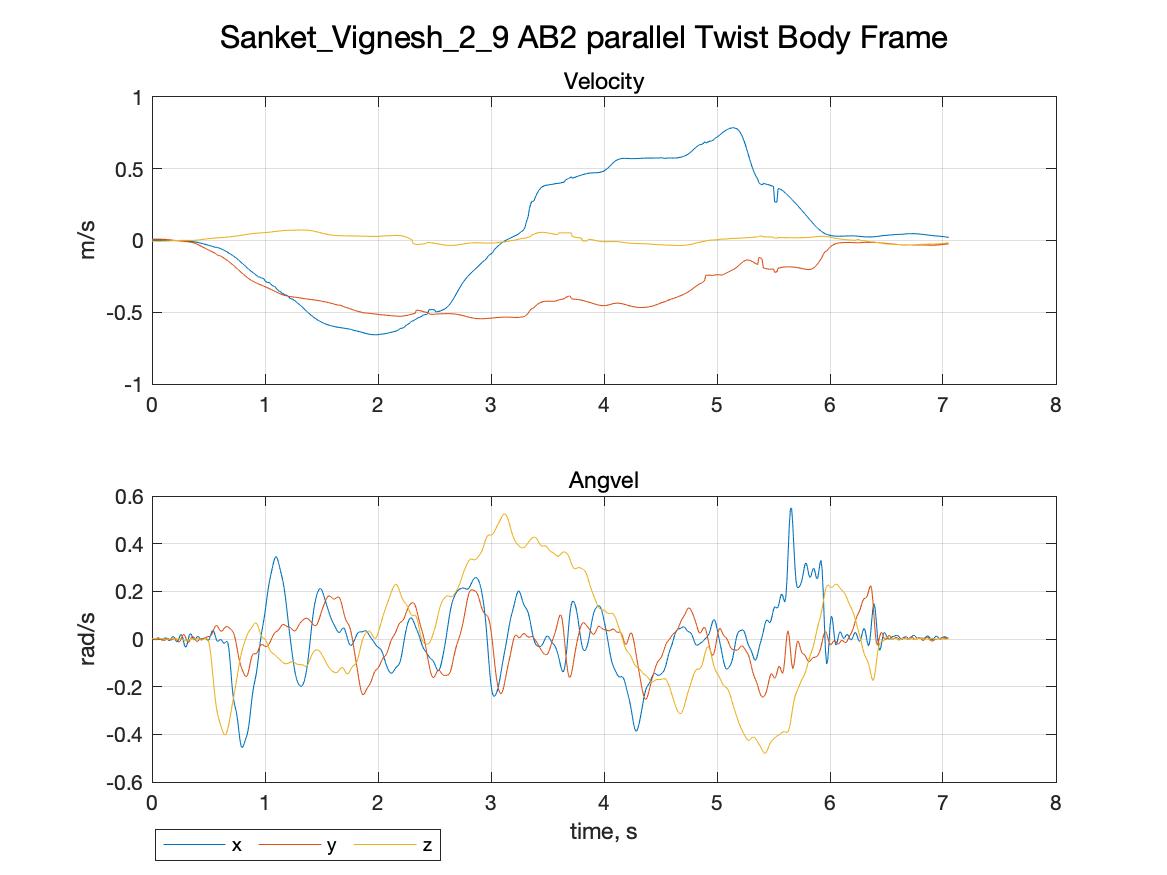 Sanket_Vignesh_2_9 AB2 parallel Twist Body Frame
Velocity
1
0.5
0
-0.5
-1
m/s
0 1 2 3 4 5 6 7 8
Angvel
0.6
0.4
0.2
0
-0.2
-0.4
-0.6
rad/s
0 1 2 3 4 5 6 7 8
time, s
x y z